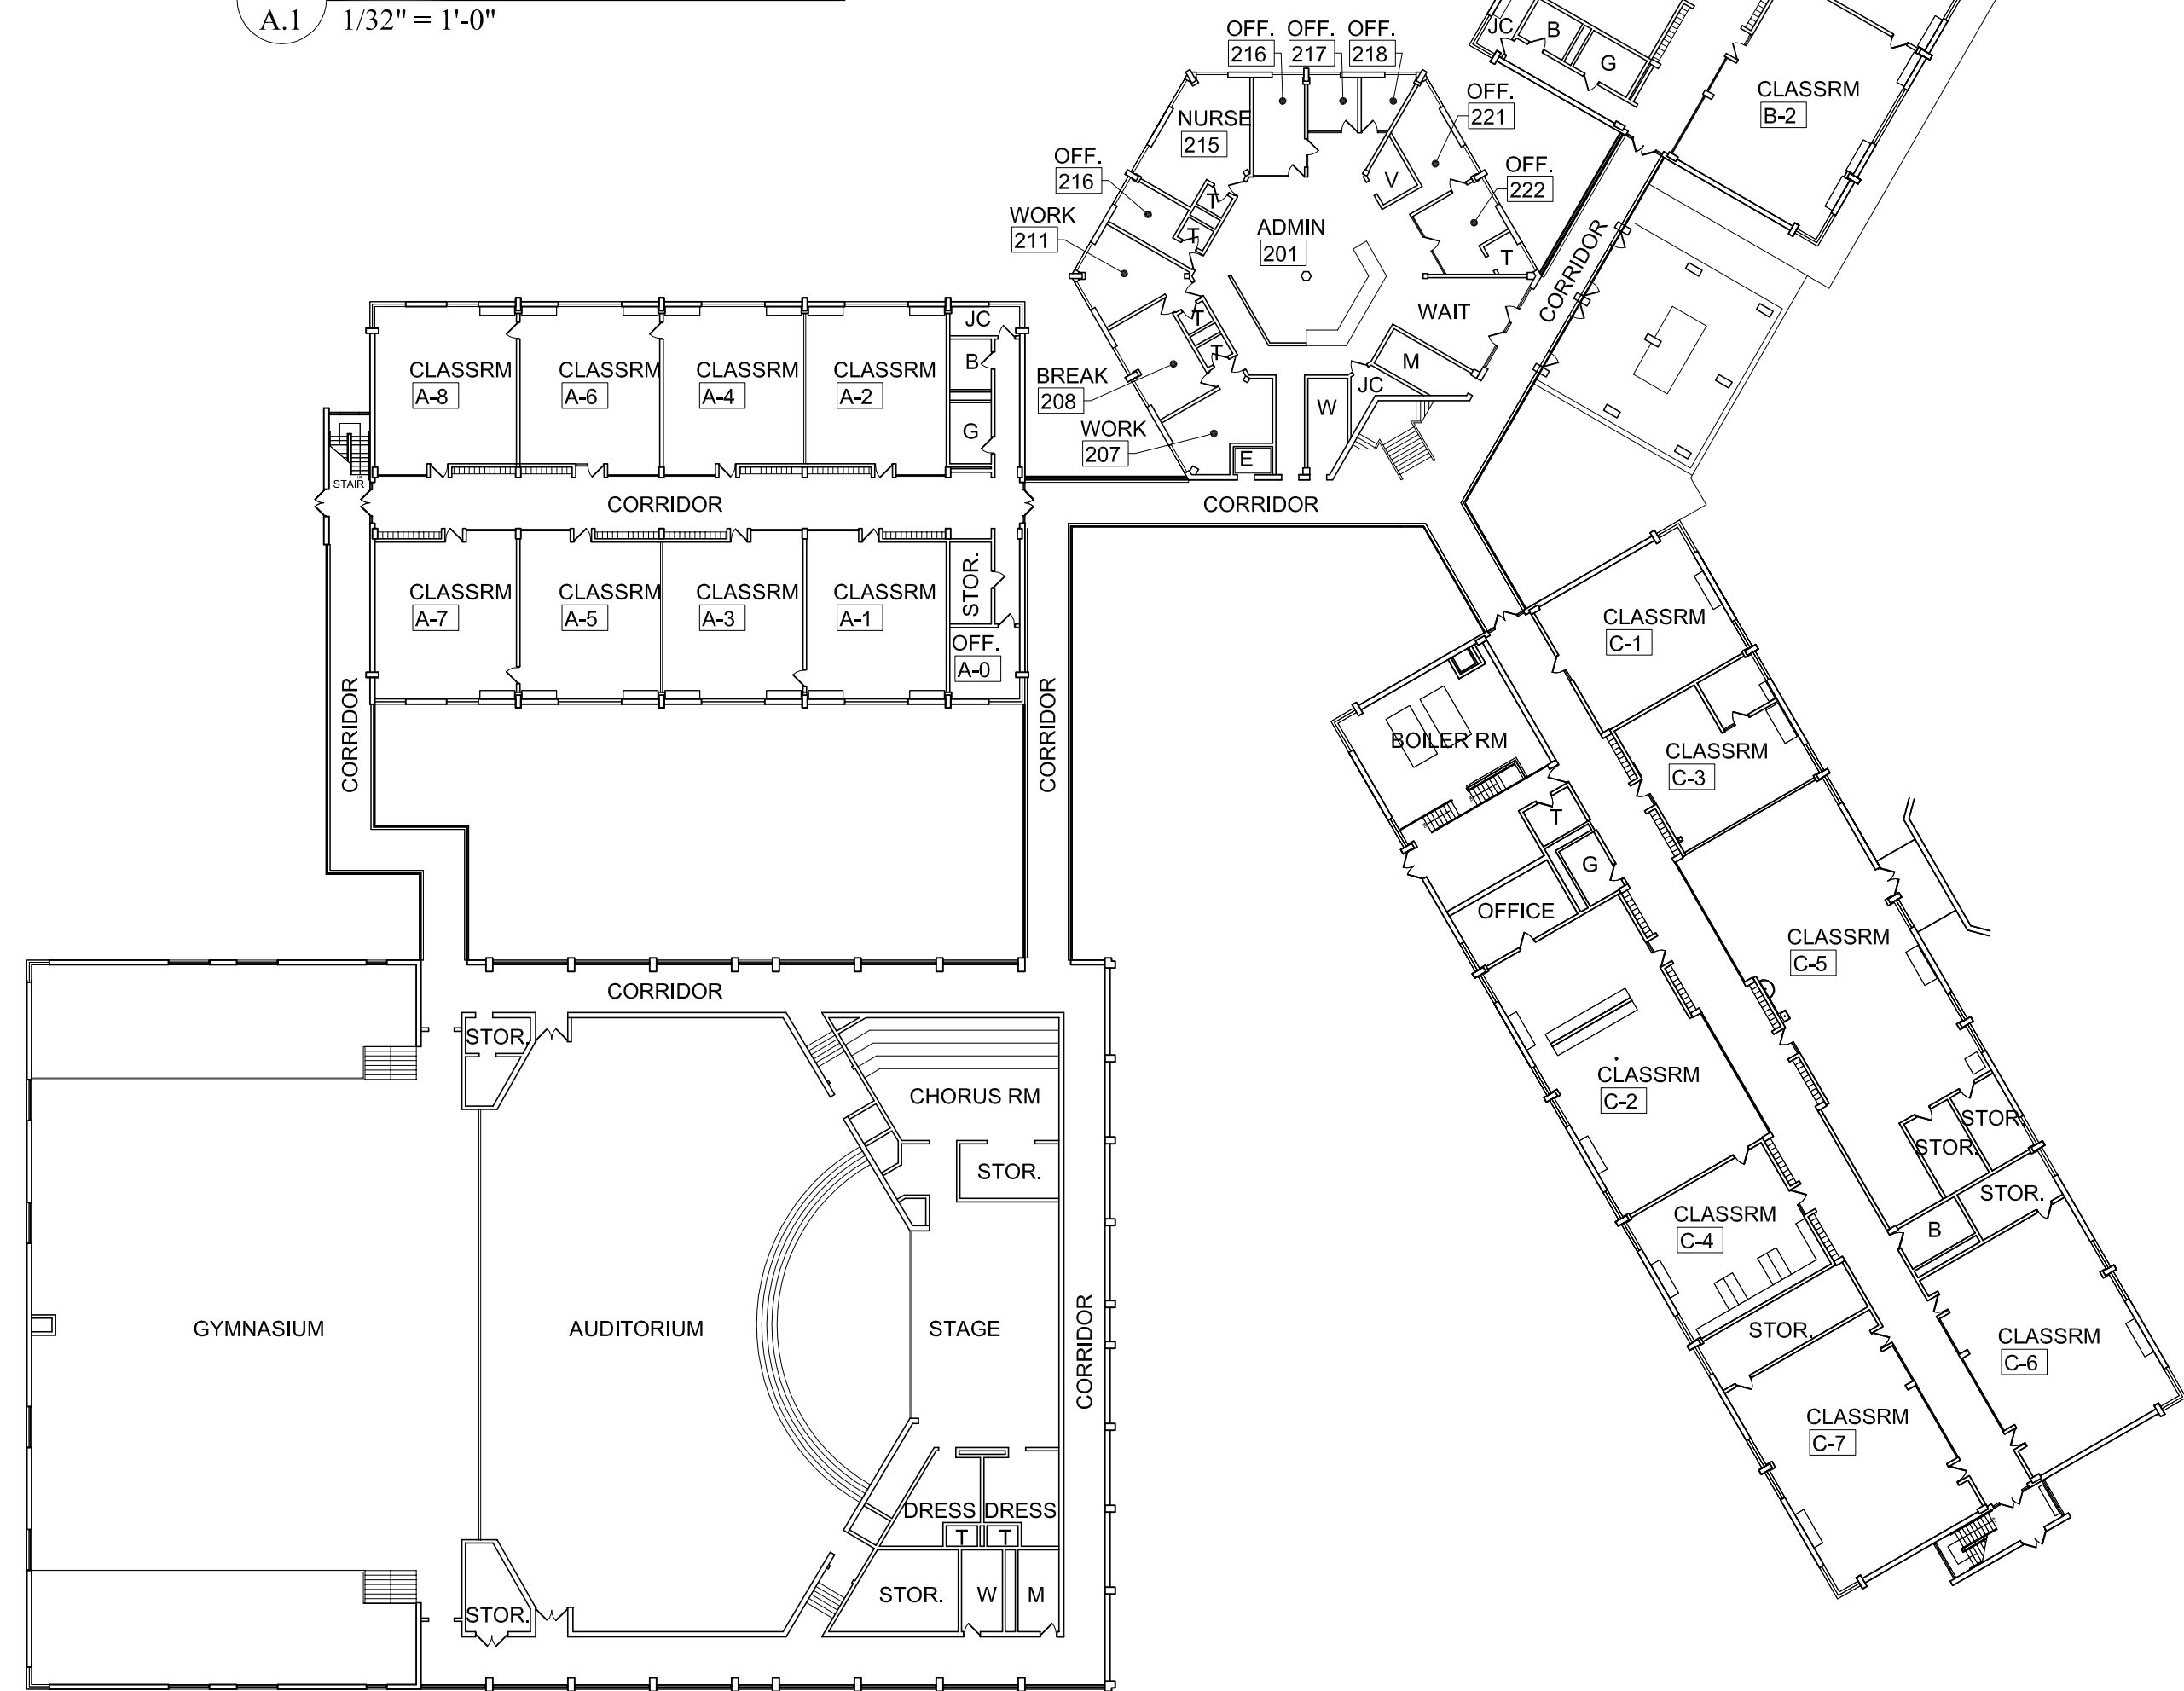 A.1
1/32" = 1'-0"
OFF.
216
OFF.
217
OFF.
218
JC
B
G
CLASSRM
B-2
NURSE
215
OFF.
221
OFF.
216
V
OFF.
222
WORK
211
T
T
ADMIN
201
T
CORRIDOR
WAIT
T
T
M
JC
W
BREAK
208
WORK
207
E
CORRIDOR
JC
B
G
CLASSRM
A-8
CLASSRM
A-6
CLASSRM
A-4
CLASSRM
A-2
STAIR
CORRIDOR
CLASSRM
A-7
CLASSRM
A-5
CLASSRM
A-3
CLASSRM
A-1
STOR.
OFF.
A-0
CORRIDOR
CORRIDOR
CLASSRM
C-1
BOILER RM
CLASSRM
C-3
T
G
OFFICE
CLASSRM
C-5
CLASSRM
C-2
STOR.
STOR.
STOR.
B
CLASSRM
C-4
STOR.
CLASSRM
C-6
CLASSRM
C-7
CORRIDOR
STOR.
CHORUS RM
STOR.
GYMNASIUM
AUDITORIUM
STAGE
CORRIDOR
DRESS
DRESS
T
T
STOR.
W
M
STOR.